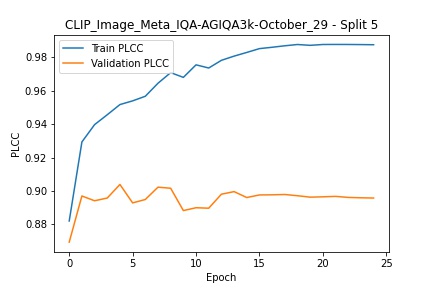 CLIP_Image_Meta_IQA-AGIQA3k-October_29 - Split 5
Train PLCC
Validation PLCC
PLCC
0.98
0.96
0.94
0.92
0.90
0.88
0 5 10 15 20 25
Epoch